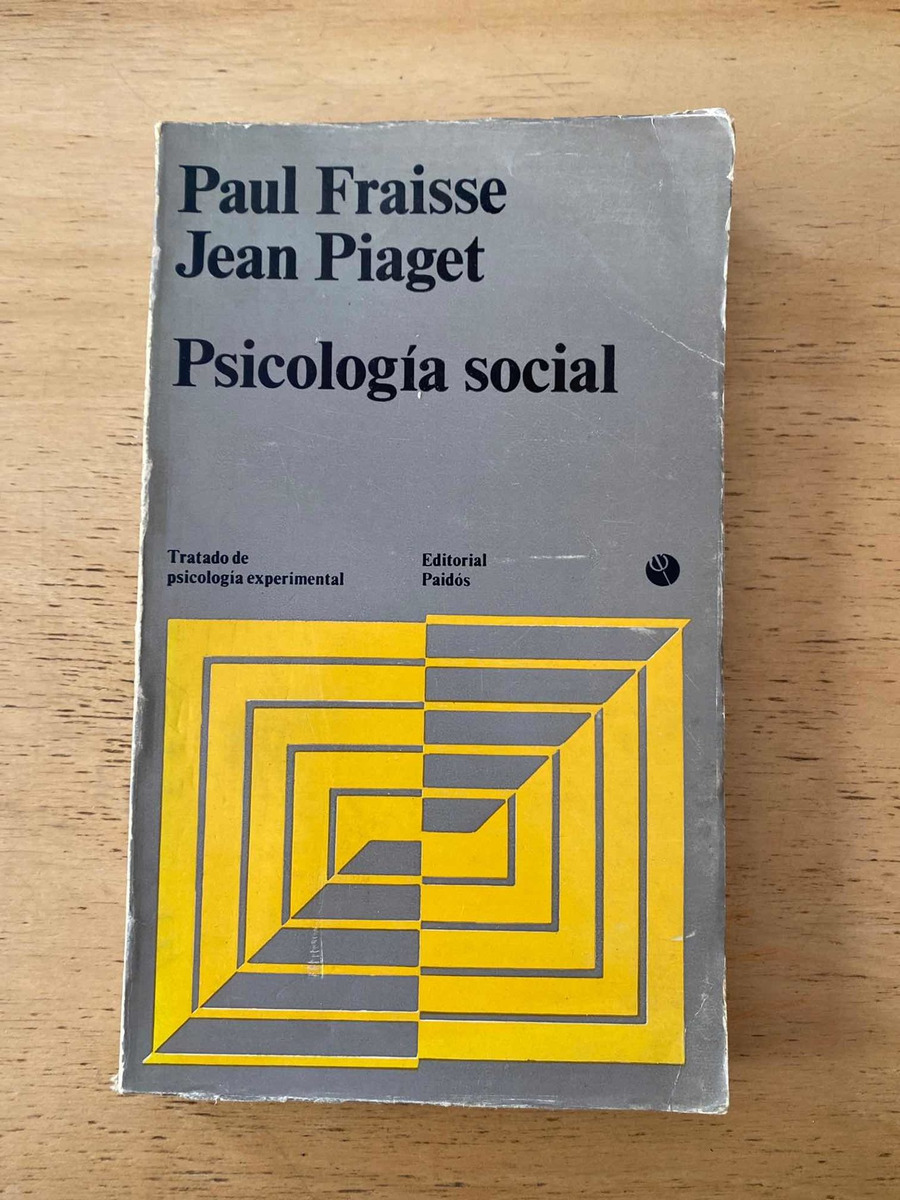 Paul Fraisse
Jean Piaget
Psicología social
Tratado de
psicología experimental
Editorial
Paidós